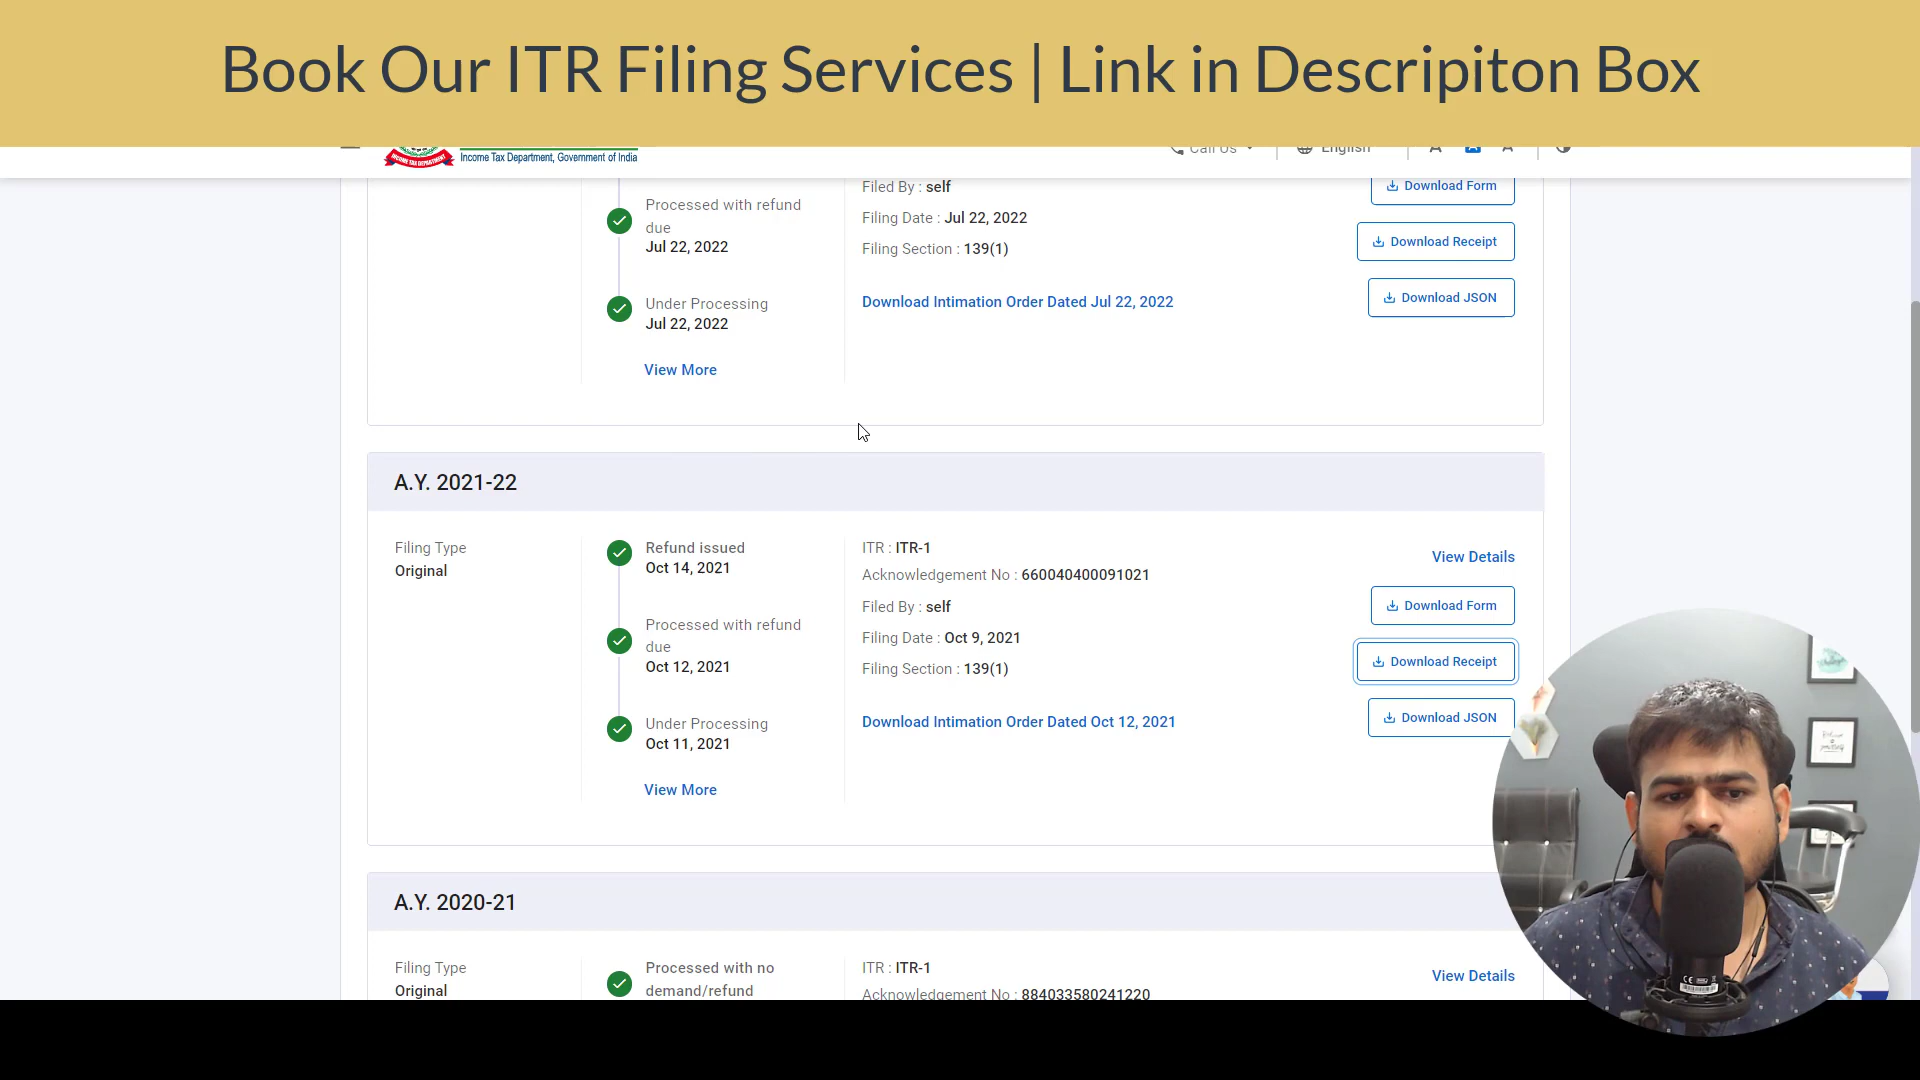 Book Our ITR Filing Services | Link in Descripiton Box
INCOME TAX DEPARTMENT
Income Tax Department, Government of India
Call Us
English
A
A
A
Filed By : self
Download Form
Processed with refund
due
Jul 22, 2022
Filing Date : Jul 22, 2022
Filing Section : 139(1)
Download Receipt
Under Processing
Jul 22, 2022
Download Intimation Order Dated Jul 22, 2022
Download JSON
View More
A.Y. 2021-22
Filing Type
Original
Refund issued
Oct 14, 2021
Processed with refund
due
Oct 12, 2021
Under Processing
Oct 11, 2021
View More
ITR : ITR-1
Acknowledgement No : 660040400091021
Filed By : self
Filing Date : Oct 9, 2021
Filing Section : 139(1)
Download Intimation Order Dated Oct 12, 2021
View Details
Download Form
Download Receipt
Download JSON
A.Y. 2020-21
Filing Type
Original
Processed with no
demand/refund
ITR : ITR-1
Acknowledgement No : 884033580241220
View Details